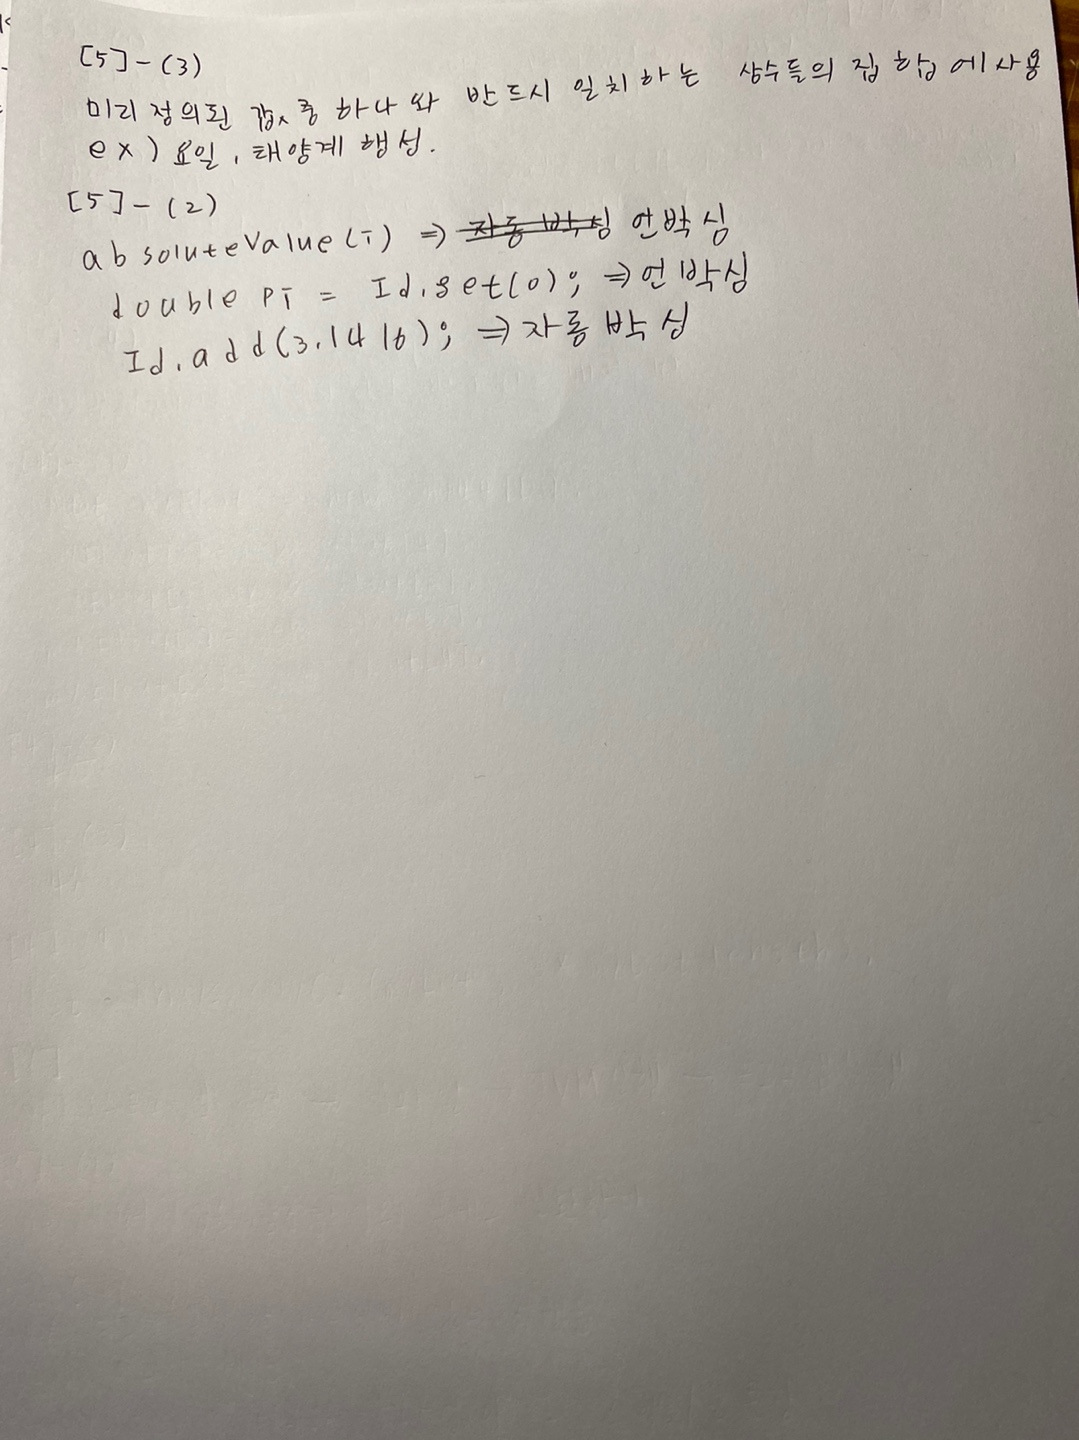 [5]-(3)
미리 정의된 값 중 하나와 반드시 일치하는 상수들의 집합에 사용
ex) 요일, 태양계 행성.
[5]-(2)
absoluteValue(i) => 자동 박싱 언박싱
double pi = Id.get(0); => 언박싱
Id.add(3.1416); => 자동 박싱